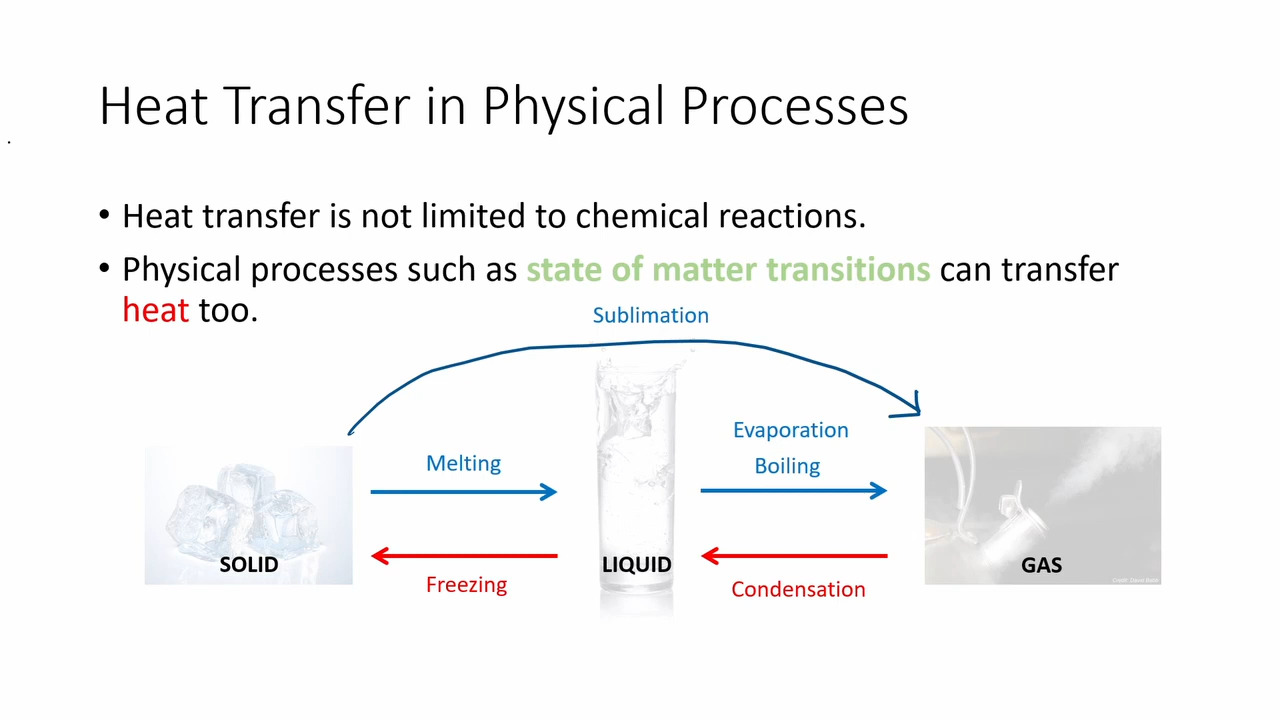 Heat Transfer in Physical Processes
• Heat transfer is not limited to chemical reactions.
• Physical processes such as state of matter transitions can transfer
heat too.
Sublimation
Evaporation
Boiling
Melting
SOLID
LIQUID
GAS
Freezing
Condensation